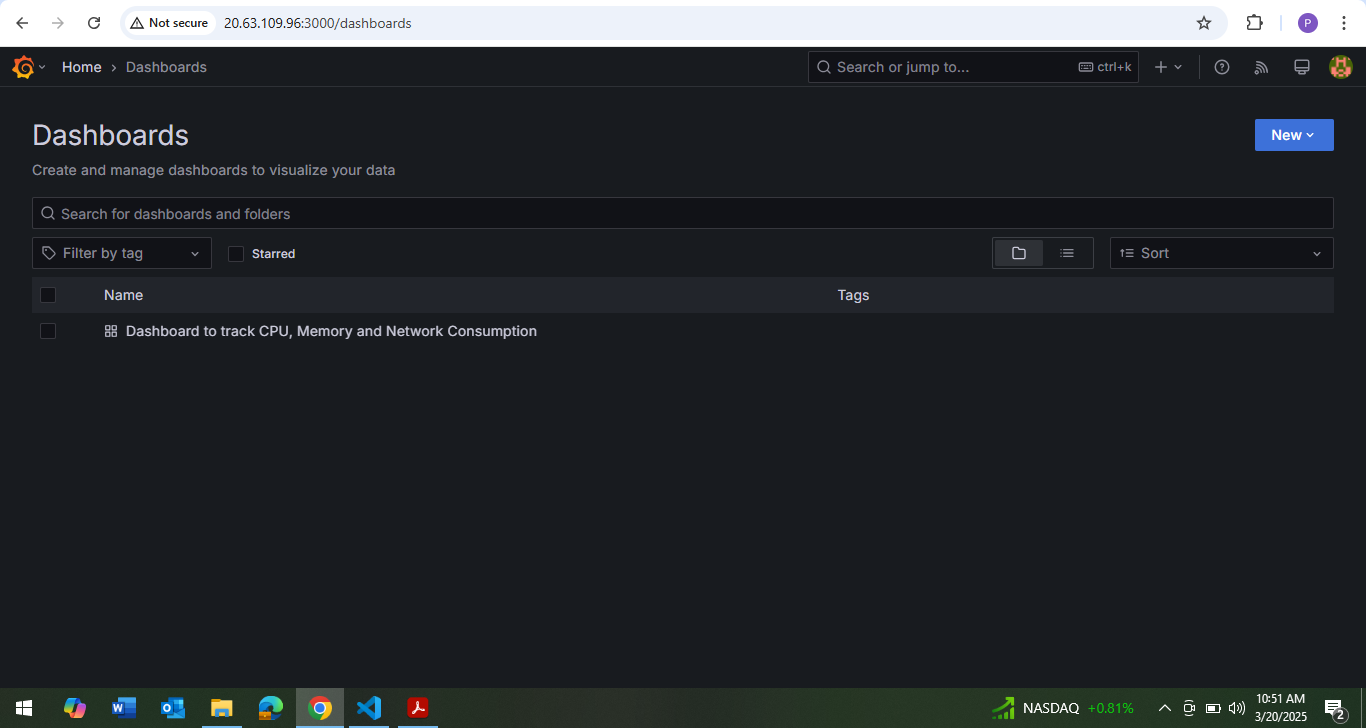 Not secure 20.63.109.96:3000/dashboards P
Home › Dashboards Search or jump to... ctrl+k
Dashboards
New
Create and manage dashboards to visualize your data
Search for dashboards and folders
Filter by tag Starred Sort
Name Tags
Dashboard to track CPU, Memory and Network Consumption
NASDAQ +0.81% 10:51 AM
3/20/2025 2